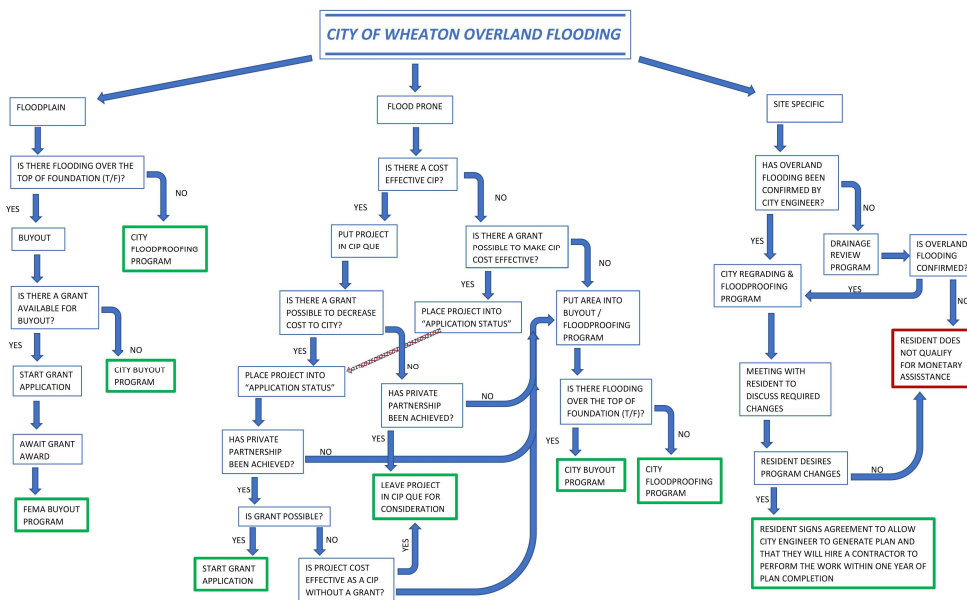 CITY OF WHEATON OVERLAND FLOODING
FLOODPLAIN
IS THERE FLOODING OVER THE
TOP OF FOUNDATION (T/F)?
YES
NO
BUYOUT
CITY
FLOODPROOFING
PROGRAM
IS THERE A GRANT
AVAILABLE FOR
BUYOUT?
YES
NO
START GRANT
APPLICATION
CITY BUYOUT
PROGRAM
AWAIT GRANT
AWARD
FEMA BUYOUT
PROGRAM
FLOOD PRONE
IS THERE A COST
EFFECTIVE CIP?
YES
NO
PUT PROJECT
IN CIP QUE
IS THERE A GRANT
POSSIBLE TO MAKE CIP
COST EFFECTIVE?
YES
NO
IS THERE A GRANT
POSSIBLE TO DECREASE
COST TO CITY?
PLACE PROJECT INTO
"APPLICATION STATUS"
PUT AREA INTO
BUYOUT /
FLOODPROOFING
PROGRAM
YES
NO
PLACE PROJECT INTO
"APPLICATION STATUS"
HAS PRIVATE
PARTNERSHIP
BEEN ACHIEVED?
NO
YES
IS THERE FLOODING
OVER THE TOP OF
FOUNDATION (T/F)?
YES
NO
HAS PRIVATE
PARTNERSHIP
BEEN ACHIEVED?
NO
YES
LEAVE PROJECT
IN CIP QUE FOR
CONSIDERATION
CITY BUYOUT
PROGRAM
CITY
FLOODPROOFING
PROGRAM
IS GRANT POSSIBLE?
YES
NO
YES
START GRANT
APPLICATION
IS PROJECT COST
EFFECTIVE AS A CIP
WITHOUT A GRANT?
NO
SITE SPECIFIC
HAS OVERLAND
FLOODING BEEN
CONFIRMED BY
CITY ENGINEER?
YES
NO
DRAINAGE
REVIEW
PROGRAM
IS OVERLAND
FLOODING
CONFIRMED?
YES
NO
CITY REGRADING &
FLOODPROOFING
PROGRAM
RESIDENT DOES
NOT QUALIFY
FOR MONETARY
ASSISSTANCE
MEETING WITH
RESIDENT TO
DISCUSS REQUIRED
CHANGES
RESIDENT DESIRES
PROGRAM CHANGES
NO
YES
RESIDENT SIGNS AGREEMENT TO ALLOW
CITY ENGINEER TO GENERATE PLAN AND
THAT THEY WILL HIRE A CONTRACTOR TO
PERFORM THE WORK WITHIN ONE YEAR OF
PLAN COMPLETION